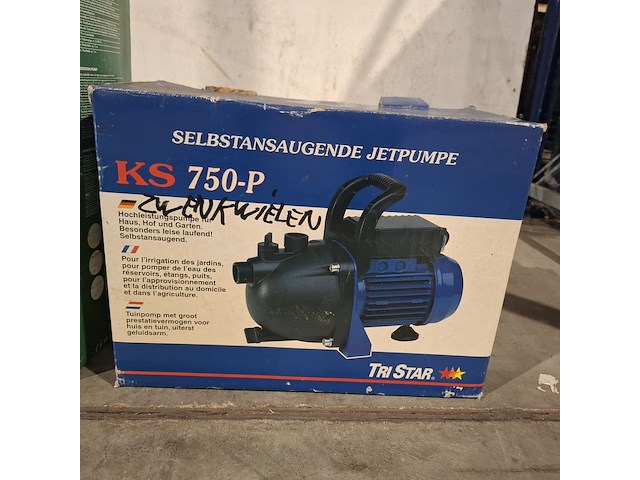 SELBSTANSAUGENDE JETPUMPE
KS 750-P
ZWENKWIELEN
Hochleistungspumpe für
Haus, Hof und Garten.
Besonders leise laufend!
Selbstansaugend.
Pour l'irrigation des jardins,
pour pomper de l'eau des
réservoirs, étangs, puits,
pour l'approvisionnement
et la distribution au domicile
et dans l'agriculture.
Tuinpomp met groot
prestatievermogen voor
huis en tuin, uiterst
geluidsarm.
TRI STAR®